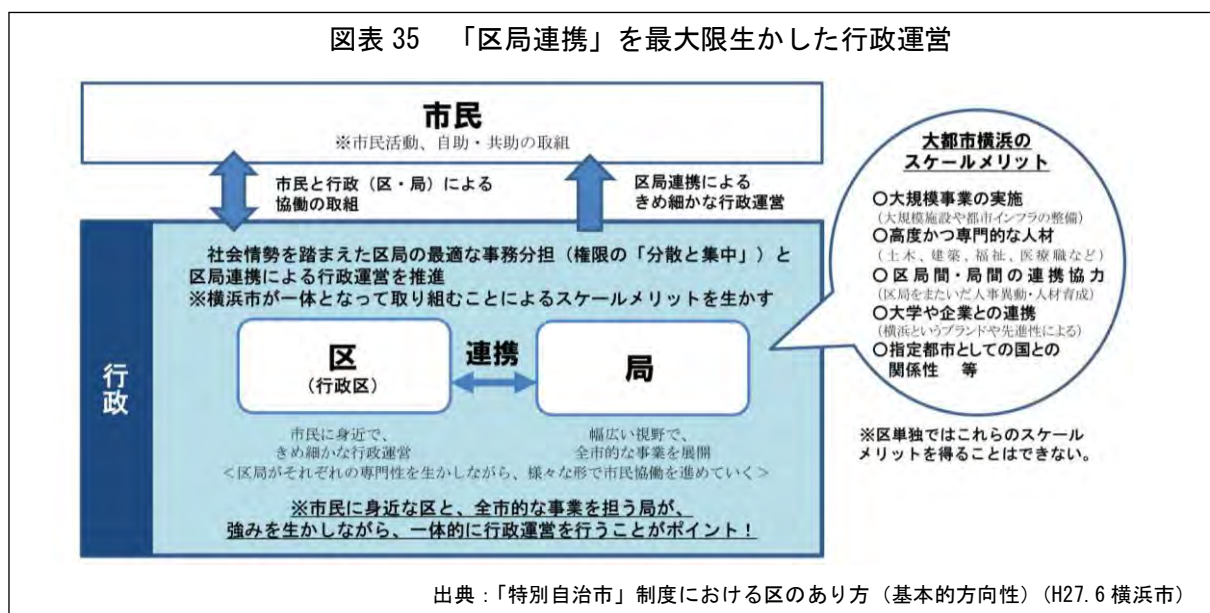 図表 35　「区局連携」を最大限生かした行政運営
市民
※市民活動、自助・共助の取組
市民と行政（区・局）による
協働の取組
区局連携による
きめ細かな行政運営
行政
社会情勢を踏まえた区局の最適な事務分担（権限の「分散と集中」）と
区局連携による行政運営を推進
※横浜市が一体となって取り組むことによるスケールメリットを生かす
区
（行政区）
連携
局
市民に身近で、
きめ細かな行政運営
幅広い視野で、
全市的な事業を展開
＜区局がそれぞれの専門性を生かしながら、様々な形で市民協働を進めていく＞
※市民に身近な区と、全市的な事業を担う局が、
強みを生かしながら、一体的に行政運営を行うことがポイント！
大都市横浜の
スケールメリット
○大規模事業の実施
（大規模施設や都市インフラの整備）
○高度かつ専門的な人材
（土木、建築、福祉、医療職など）
○区局間・局間の連携協力
（区局をまたいだ人事異動・人材育成）
○大学や企業との連携
（横浜というブランドや先進性による）
○指定都市としての国との
関係性　等
※区単独ではこれらのスケール
メリットを得ることはできない。
出典：「特別自治市」制度における区のあり方（基本的方向性）（H27.6 横浜市）